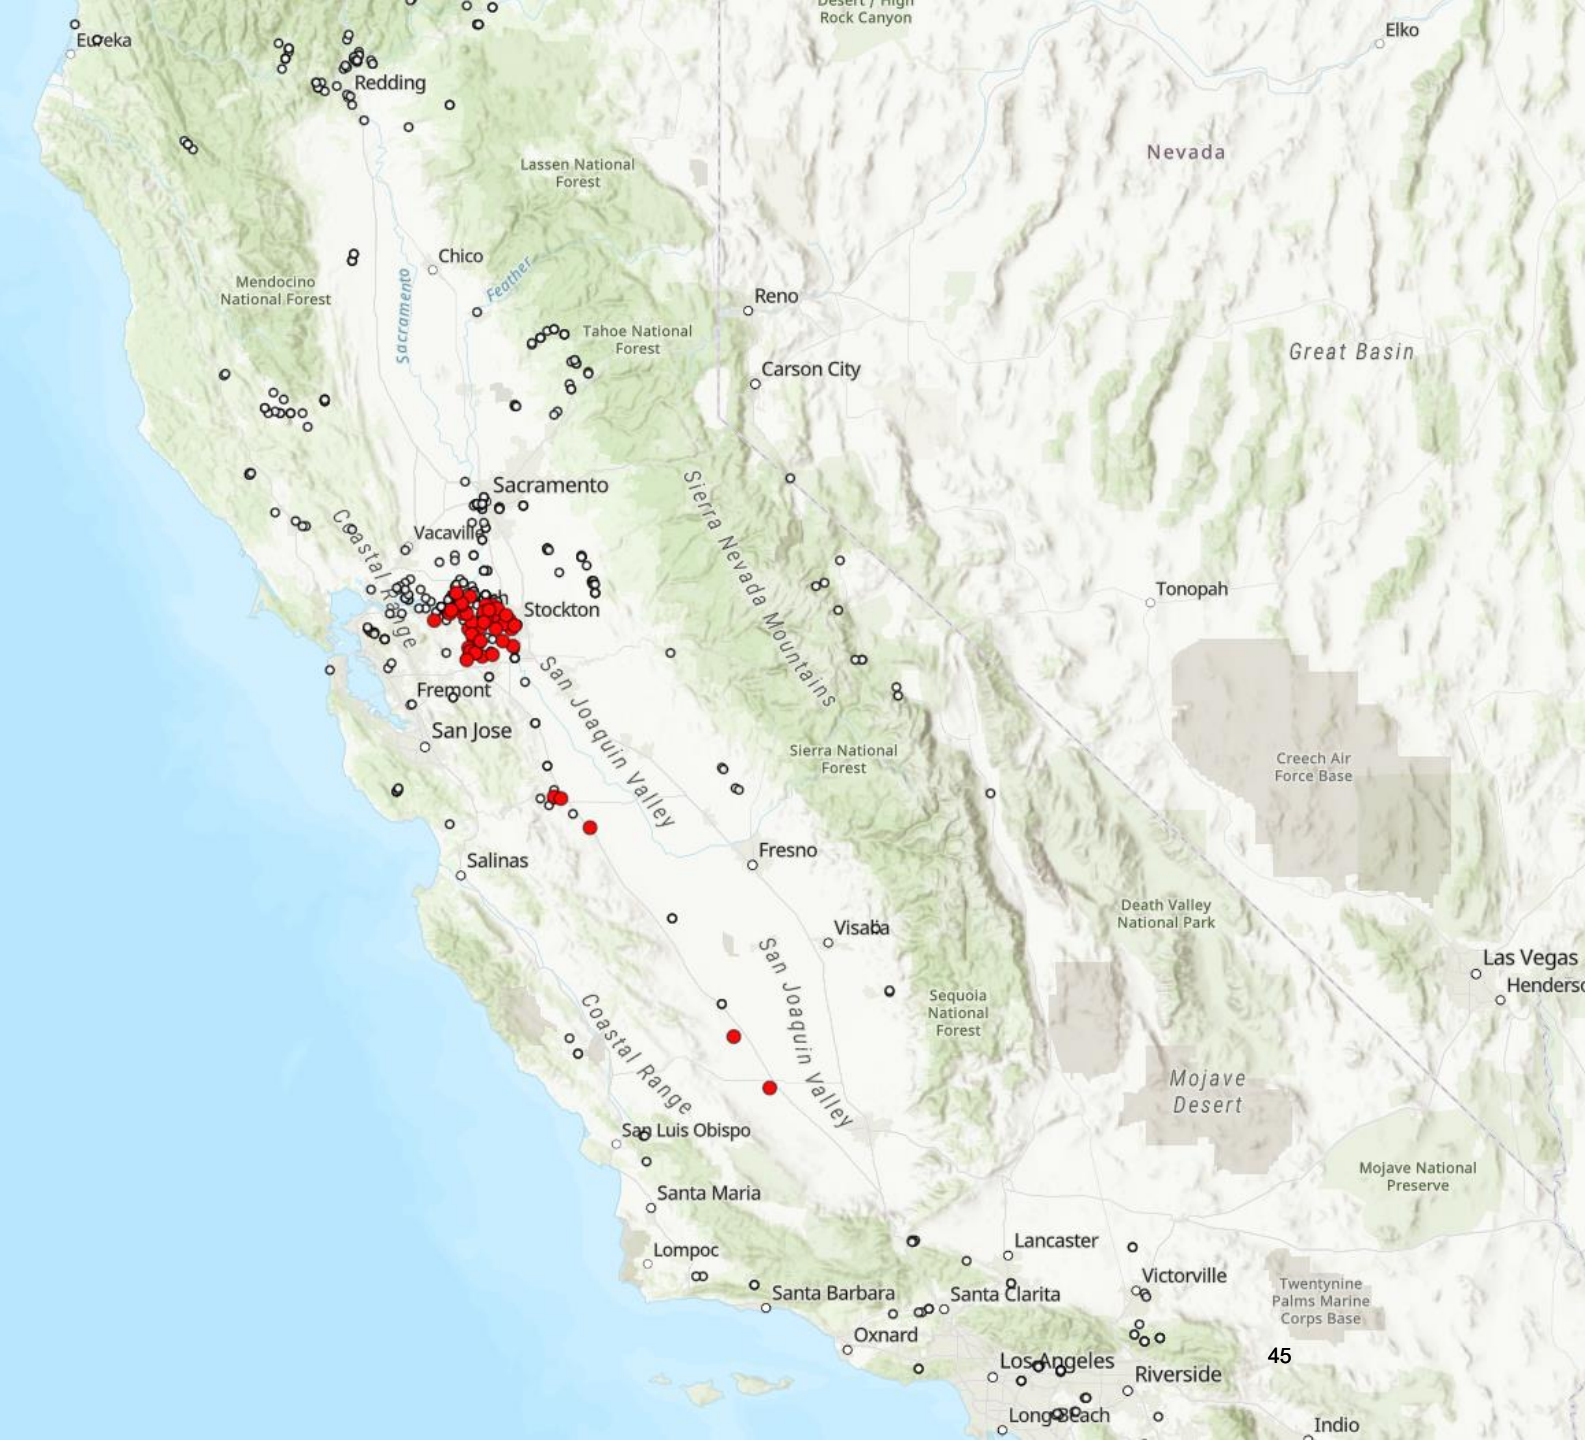 Desert / High
Rock Canyon
Elko
Eureka
Redding
Nevada
Lassen National
Forest
Chico
Feather
Mendocino
National Forest
Sacramento
Reno
Tahoe National
Forest
Great Basin
Carson City
Sacramento
Sierra Nevada Mountains
Vacaville
Coastal Range
Tonopah
Stockton
Fremont
San Jose
San Joaquin Valley
Sierra National
Forest
Creech Air
Force Base
Fresno
Salinas
Death Valley
National Park
Visalia
Las Vegas
Henderso
San Joaquin Valley
Sequoia
National
Forest
Coastal Range
Mojave
Desert
San Luis Obispo
Mojave National
Preserve
Santa Maria
Lancaster
Lompoc
Victorville
Santa Barbara
Santa Clarita
Twentynine
Palms Marine
Corps Base
Oxnard
45
Los Angeles
Riverside
Long Beach
Indio